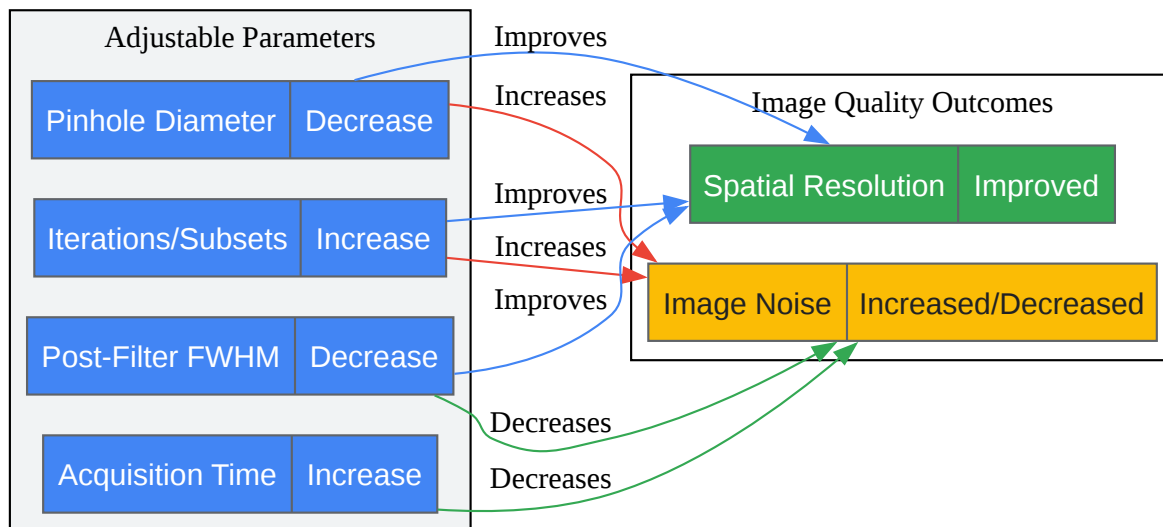 Adjustable Parameters
Pinhole Diameter Decrease
Iterations/Subsets Increase
Post-Filter FWHM Decrease
Acquisition Time Increase
Improves
Increases
Improves
Increases
Improves
Decreases
Decreases
Image Quality Outcomes
Spatial Resolution Improved
Image Noise Increased/Decreased